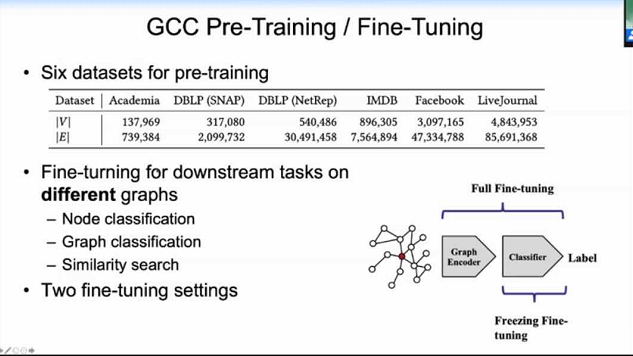 GCC Pre-Training / Fine-Tuning
• Six datasets for pre-training
Dataset Academia DBLP (SNAP) DBLP (NetRep) IMDB Facebook LiveJournal
|V| 137,969 317,080 540,486 896,305 3,097,165 4,843,953
|E| 739,384 2,099,732 30,491,458 7,564,894 47,334,788 85,691,368
• Fine-turning for downstream tasks on
different graphs
– Node classification
– Graph classification
– Similarity search
• Two fine-tuning settings
Full Fine-tuning
Graph
Encoder
Classifier
Label
Freezing Fine-
tuning